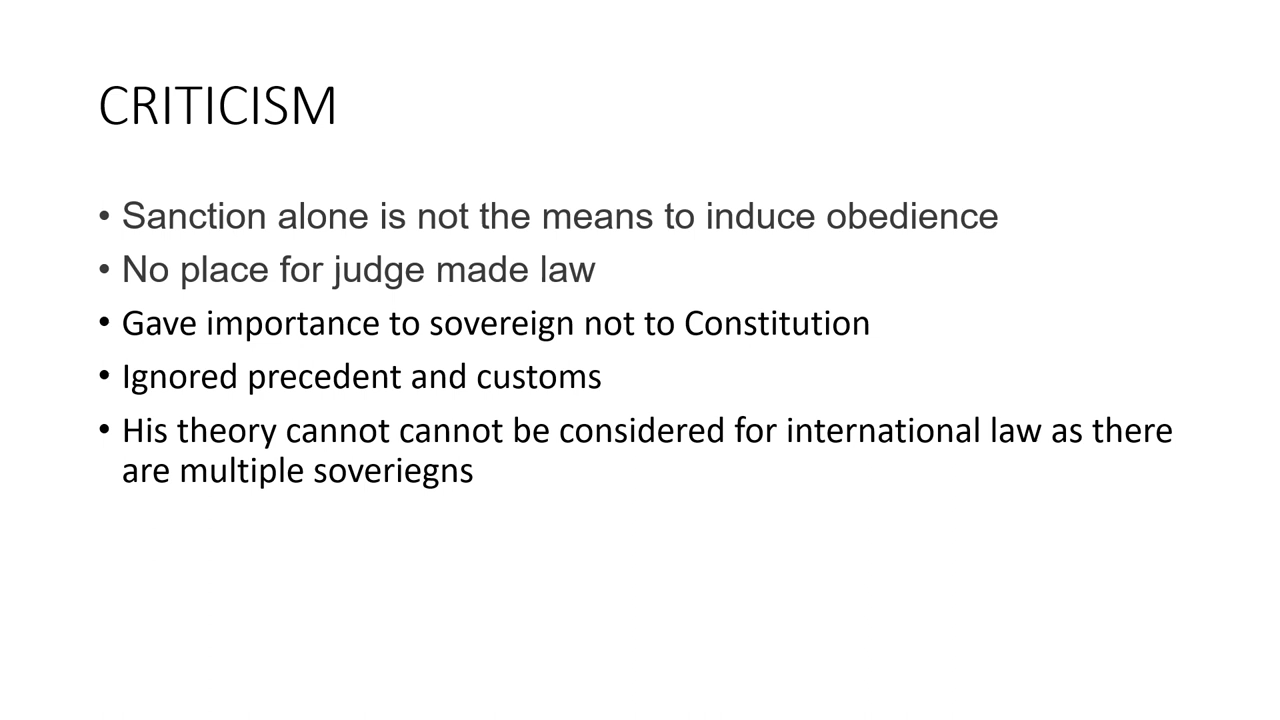 CRITICISM
• Sanction alone is not the means to induce obedience
• No place for judge made law
• Gave importance to sovereign not to Constitution
• Ignored precedent and customs
• His theory cannot cannot be considered for international law as there
are multiple soveriegns